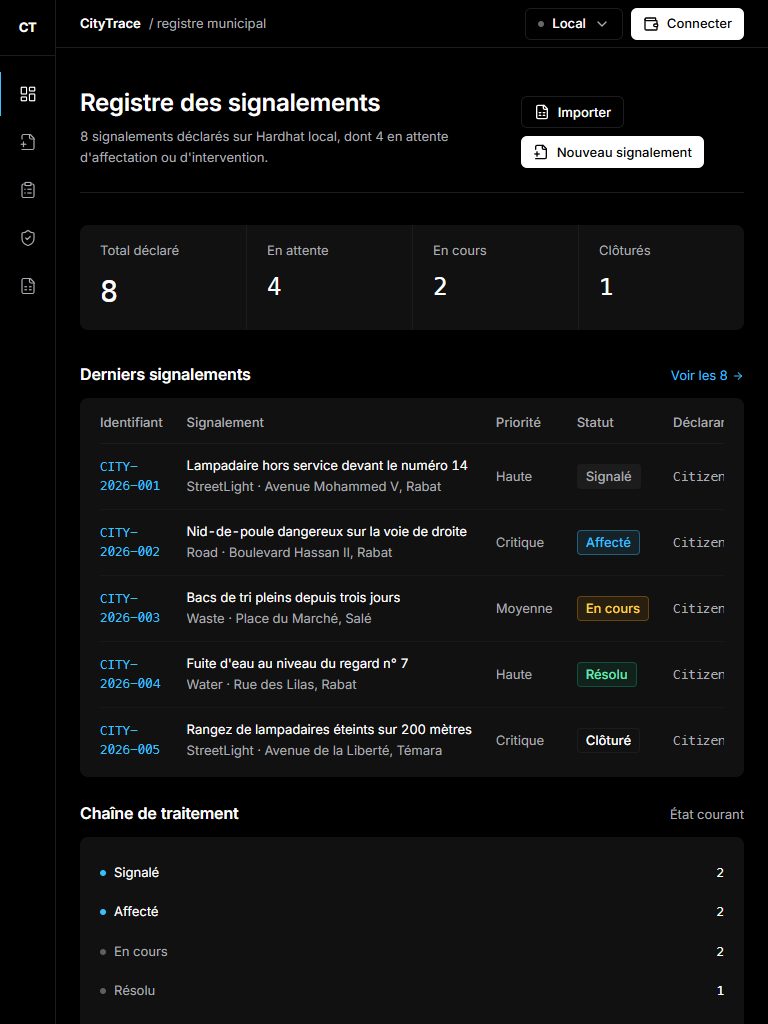 CT
CityTrace / registre municipal
Local
Connecter
Registre des signalements
8 signalements déclarés sur Hardhat local, dont 4 en attente
d'affectation ou d'intervention.
Importer
Nouveau signalement
Total déclaré
8
En attente
4
En cours
2
Clôturés
1
Derniers signalements
Voir les 8 →
Identifiant Signalement Priorité Statut Déclarar
CITY-
2026-001
Lampadaire hors service devant le numéro 14
StreetLight · Avenue Mohammed V, Rabat
Haute
Signalé
Citizen
CITY-
2026-002
Nid-de-poule dangereux sur la voie de droite
Road · Boulevard Hassan II, Rabat
Critique
Affecté
Citizen
CITY-
2026-003
Bacs de tri pleins depuis trois jours
Waste · Place du Marché, Salé
Moyenne
En cours
Citizen
CITY-
2026-004
Fuite d'eau au niveau du regard n° 7
Water · Rue des Lilas, Rabat
Haute
Résolu
Citizen
CITY-
2026-005
Rangez de lampadaires éteints sur 200 mètres
StreetLight · Avenue de la Liberté, Témara
Critique
Clôturé
Citizen
Chaîne de traitement
État courant
Signalé 2
Affecté 2
En cours 2
Résolu 1